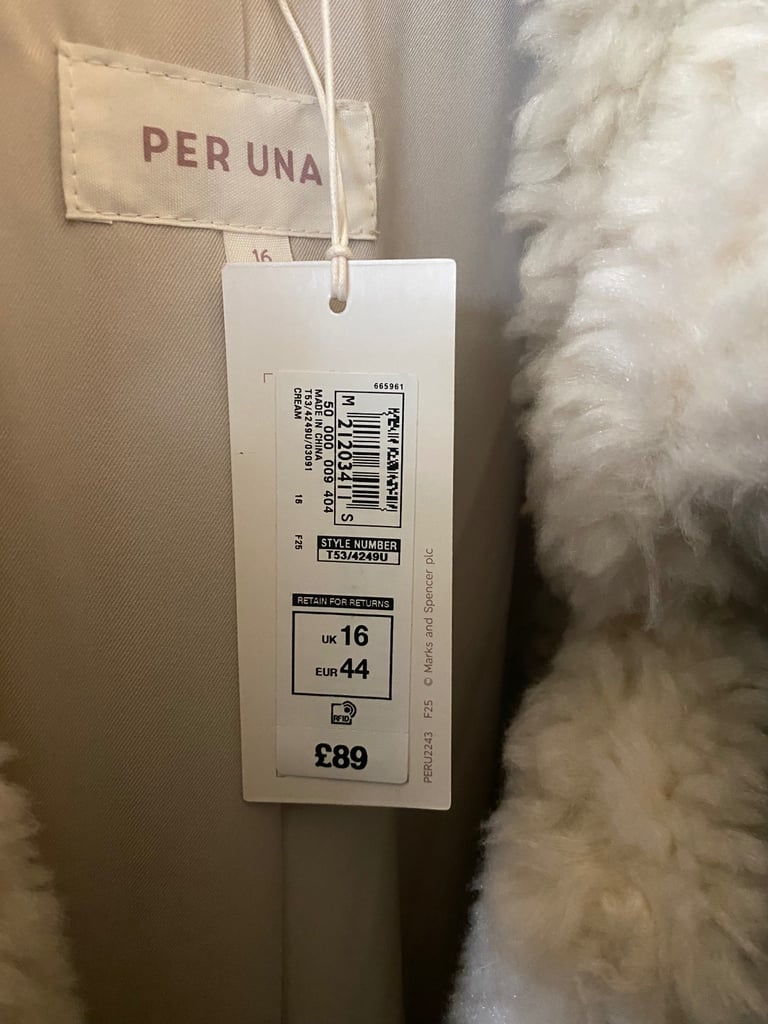 PER UNA
16
665961
M 21203411 S
50 000 009 404
MADE IN CHINA
T53/4249U/03091
CREAM 16 F25
STYLE NUMBER
T53/4249U
RETAIN FOR RETURNS
UK 16
EUR 44
RFID
£89
PERU2243 F25 © Marks and Spencer plc